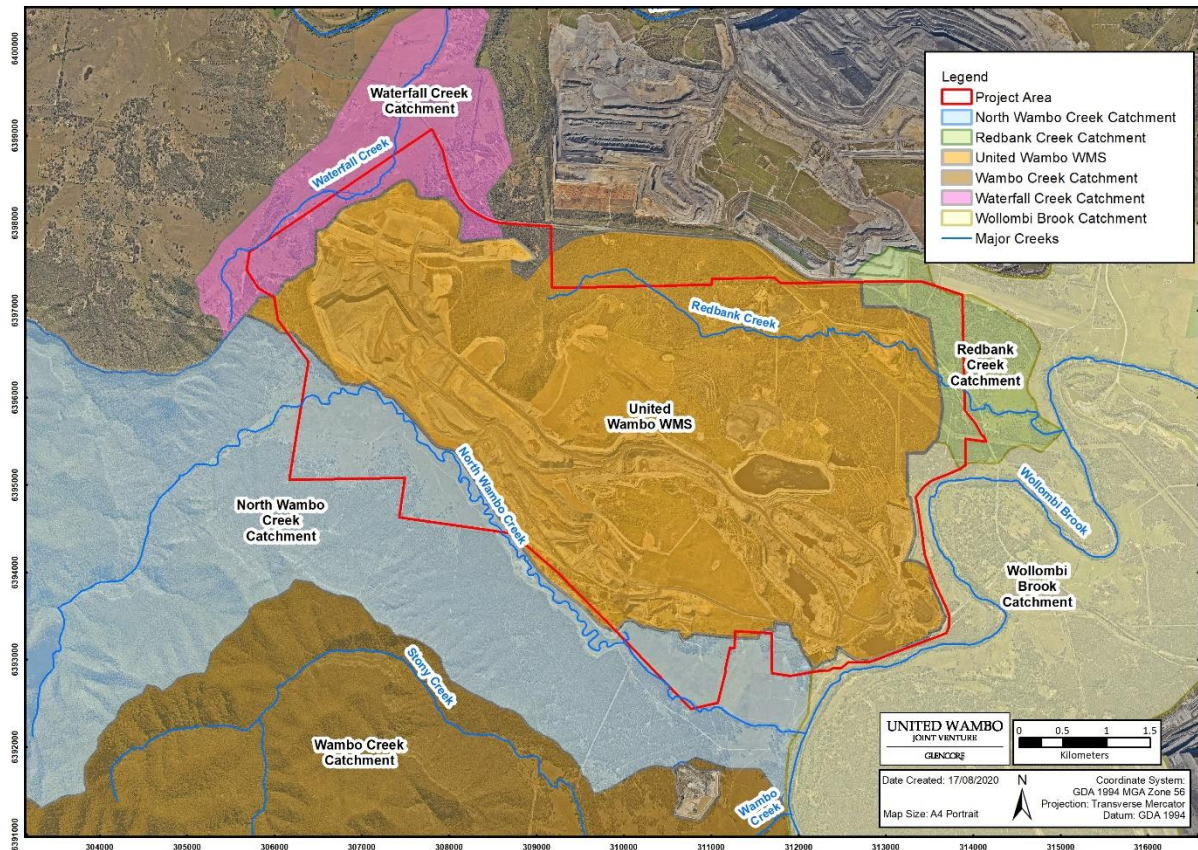 Legend
Project Area
North Wambo Creek Catchment
Redbank Creek Catchment
United Wambo WMS
Wambo Creek Catchment
Waterfall Creek Catchment
Wollombi Brook Catchment
Major Creeks
Waterfall Creek
Catchment
Waterfall Creek
Redbank Creek
Redbank
Creek
Catchment
United
Wambo WMS
North Wambo Creek
North Wambo
Creek
Catchment
Wollombi Brook
Wollombi
Brook
Catchment
Stony Creek
Wambo Creek
Catchment
Wambo
Creek
UNITED WAMBO
JOINT VENTURE
GLENCORE
0 0.5 1 1.5
Kilometers
Date Created: 17/08/2020
Map Size: A4 Portrait
N
Coordinate System:
GDA 1994 MGA Zone 56
Projection: Transverse Mercator
Datum: GDA 1994
6400000
6399000
6398000
6397000
6396000
6395000
6394000
6393000
6392000
6391000
304000 305000 306000 307000 308000 309000 310000 311000 312000 313000 314000 315000 316000